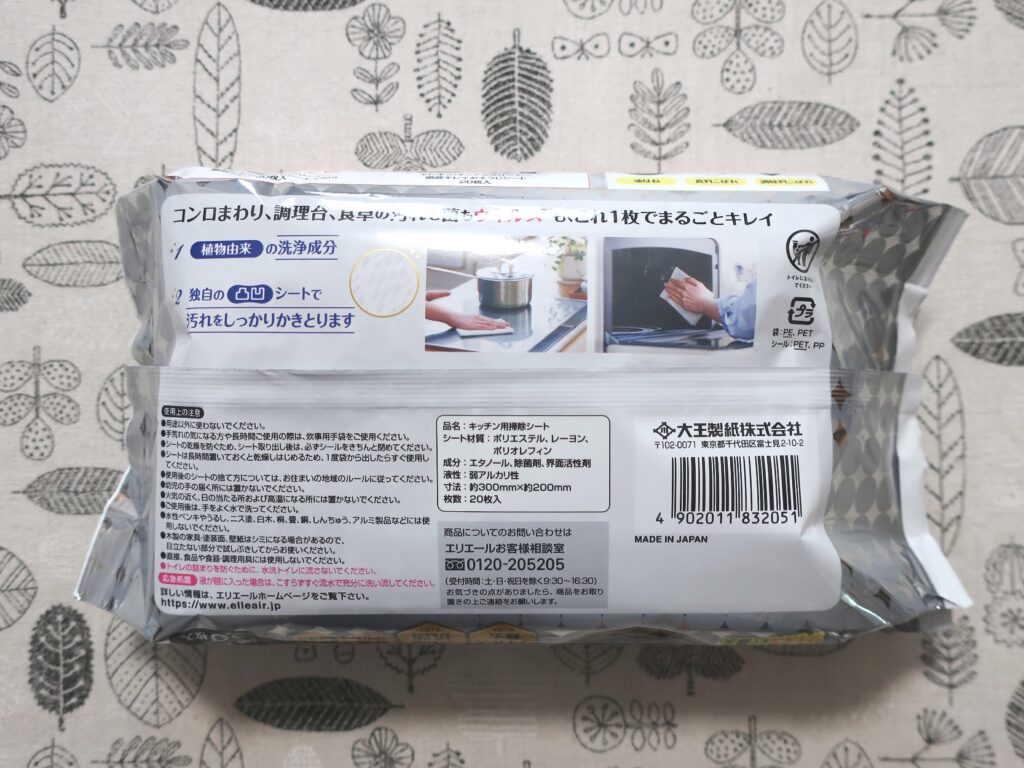 20枚入
油はね 食料こぼれ 調味料こぼれ
コンロまわり、調理台、食卓の汚れも菌もウイルスも、これ1枚でまるごとキレイ
1 植物由来の洗浄成分
2 独自の凸凹シートで
汚れをしっかりかきとります
トイレに
袋:PE、PET
シール:PET、PP
使用上の注意
●用途以外に使わないでください。
●手荒れの気になる方や長時間ご使用の際は、炊事用手袋をご使用ください。
●シートの乾燥を防ぐため、シート取り出し後は、必ずシールをきちんと閉めてください。
●シートは長時間置いておくと乾燥しはじめるため、1度袋から出したらすぐ使用し
てください。
●使用後のシートの捨て方については、お住まいの地域のルールに従ってください。
●幼児の手の届く所には置かないでください。
●火気の近く、日の当たる所および高温になる所には置かないでください。
●ご使用後は、手をよく水で洗ってください。
●水性ペンキやうるし、ニス塗、白木、桐、畳、銅、しんちゅう、アルミ製品などには使
用しないでください。
●木製の家具・塗装面、壁紙はシミになる場合があるので、
目立たない部分で試しぶきしてからお使いください。
●直接、食品や食器・調理用具には使用しないでください。
●トイレの詰まりを防ぐために、水洗トイレに流さないでください。
応急処置 液が眼に入った場合は、こすらずすぐ流水で充分に洗い流してください。
詳しい情報は、エリエールホームページをご覧下さい。
https://www.elleair.jp
品名:キッチン用掃除シート
シート材質:ポリエステル、レーヨン、
ポリオレフィン
成分:エタノール、除菌剤、界面活性剤
液性:弱アルカリ性
寸法:約300mm×約200mm
枚数:20枚入
商品についてのお問い合わせは
エリエールお客様相談室
0120-205205
(受付時間:土・日・祝日を除く9:30～16:30)
お気づきの点がありましたら、商品をお取り
置きの上ご連絡をお願いします。
大王製紙株式会社
〒102-0071 東京都千代田区富士見2-10-2
4 902011 832051
MADE IN JAPAN